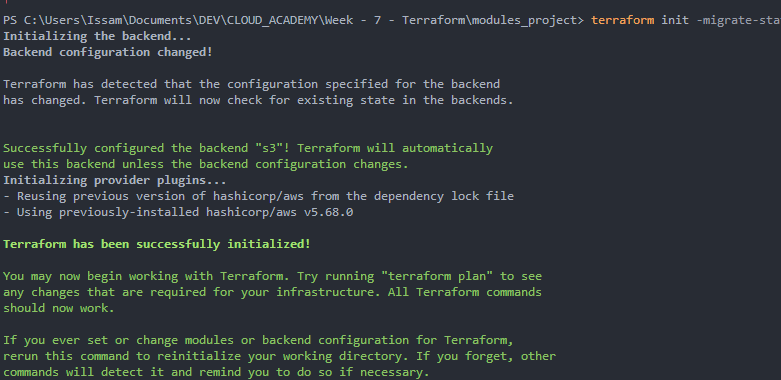 PS C:\Users\Issam\Documents\DEV\CLOUD_ACADEMY\Week - 7 - Terraform\modules_project> terraform init -migrate-sta
Initializing the backend...
Backend configuration changed!
Terraform has detected that the configuration specified for the backend
has changed. Terraform will now check for existing state in the backends.
Successfully configured the backend "s3"! Terraform will automatically
use this backend unless the backend configuration changes.
Initializing provider plugins...
- Reusing previous version of hashicorp/aws from the dependency lock file
- Using previously-installed hashicorp/aws v5.68.0
Terraform has been successfully initialized!
You may now begin working with Terraform. Try running "terraform plan" to see
any changes that are required for your infrastructure. All Terraform commands
should now work.
If you ever set or change modules or backend configuration for Terraform,
rerun this command to reinitialize your working directory. If you forget, other
commands will detect it and remind you to do so if necessary.